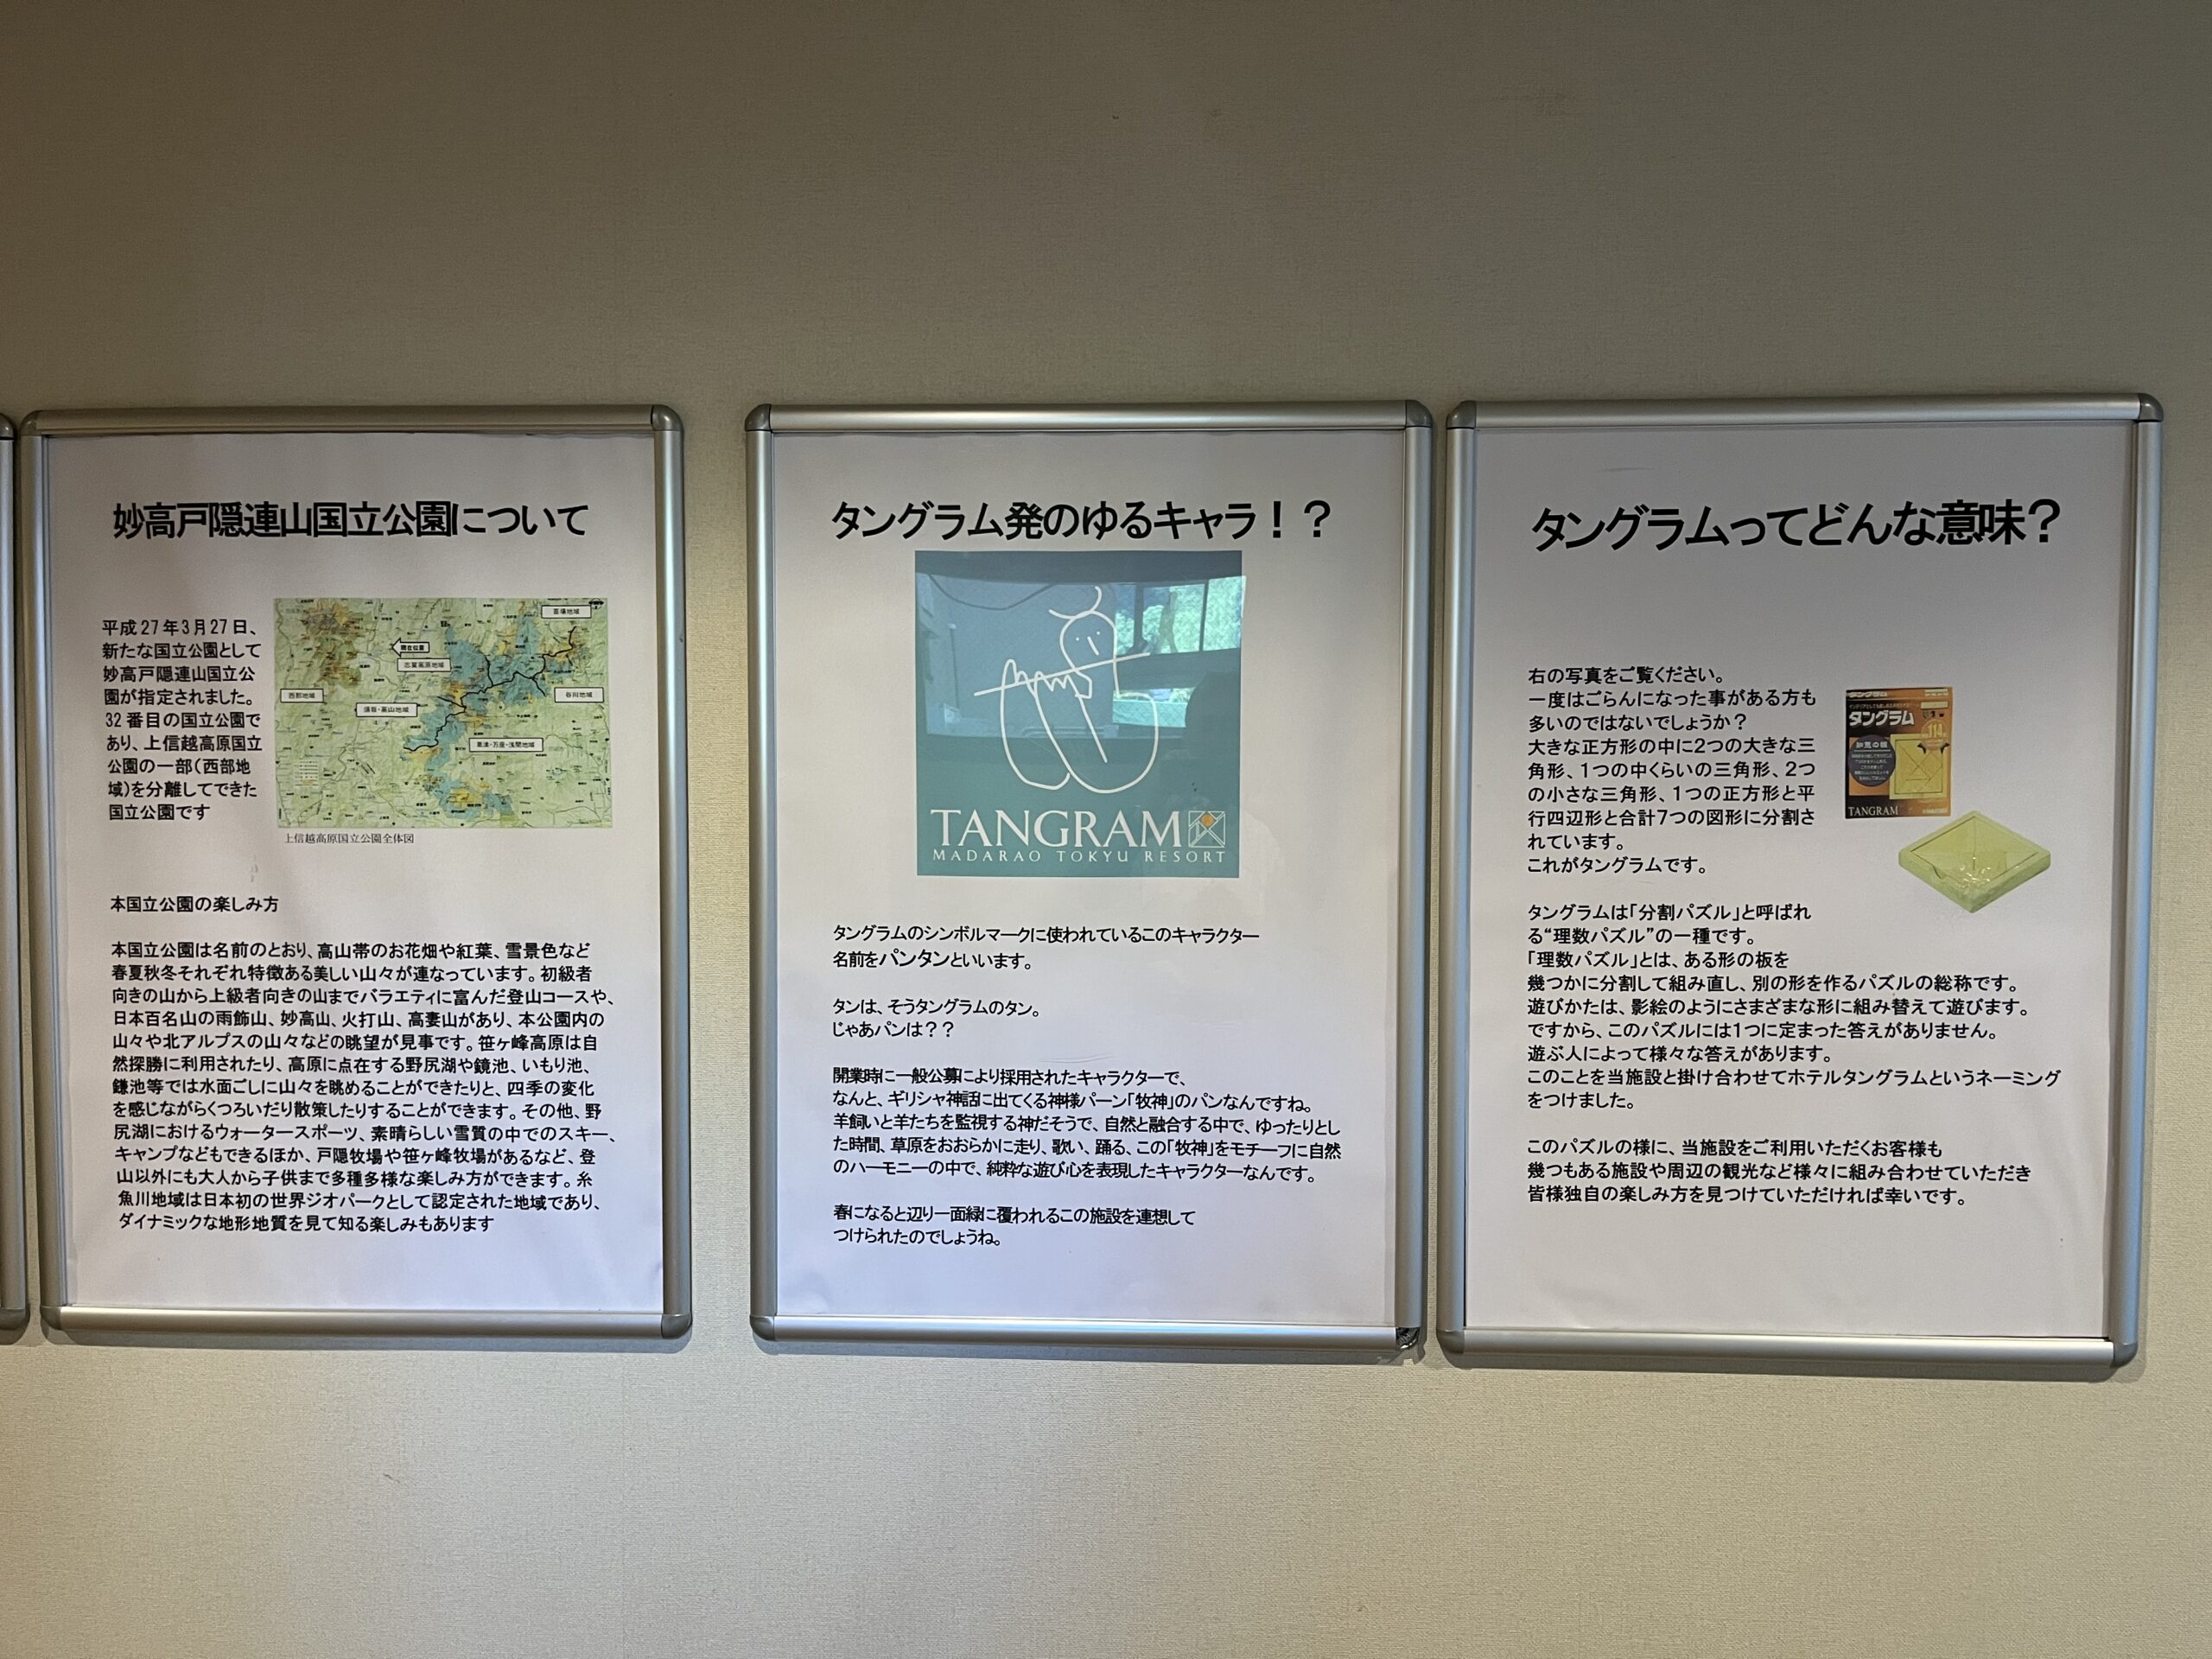 妙高戸隠連山国立公園について
平成27年3月27日、
新たな国立公園として
妙高戸隠連山国立公
園が指定されました。
32番目の国立公園で
あり、上信越高原国立
公園の一部（西部地
域）を分離してできた
国立公園です
現在位置
志賀高原地域
西部地域
谷川地域
須坂・高山地域
草津・万座・浅間地域
上信越高原国立公園全体図
本国立公園の楽しみ方
本国立公園は名前のとおり、高山帯のお花畑や紅葉、雪景色など
春夏秋冬それぞれ特徴ある美しい山々が連なっています。初級者
向きの山から上級者向きの山までバラエティに富んだ登山コースや、
日本百名山の雨飾山、妙高山、火打山、高妻山があり、本公園内の
山々や北アルプスの山々などの眺望が見事です。笹ヶ峰高原は自
然探勝に利用されたり、高原に点在する野尻湖や鏡池、いもり池、
鎌池等では水面ごしに山々を眺めることができたりと、四季の変化
を感じながらくつろいだり散策したりすることができます。その他、野
尻湖におけるウォータースポーツ、素晴らしい雪質の中でのスキー、
キャンプなどもできるほか、戸隠牧場や笹ヶ峰牧場があるなど、登
山以外にも大人から子供まで多種多様な楽しみ方ができます。糸
魚川地域は日本初の世界ジオパークとして認定された地域であり、
ダイナミックな地形地質を見て知る楽しみもあります
タングラム発のゆるキャラ！？
TANGRAM
MADARAO TOKYU RESORT
タングラムのシンボルマークに使われているこのキャラクター
名前をパンタンといいます。
タンは、そうタングラムのタン。
じゃあパンは？？
開業時に一般公募により採用されたキャラクターで、
なんと、ギリシャ神話に出てくる神様パーン「牧神」のパンなんですね。
羊飼いと羊たちを監視する神だそうで、自然と融合する中で、ゆったりとし
た時間、草原をおおらかに走り、歌い、踊る、この「牧神」をモチーフに自然
のハーモニーの中で、純粋な遊び心を表現したキャラクターなんです。
春になると辺り一面緑に覆われるこの施設を連想して
つけられたのでしょうね。
タングラムってどんな意味？
右の写真をご覧ください。
一度はごらんになった事がある方も
多いのではないでしょうか？
大きな正方形の中に2つの大きな三
角形、1つの中くらいの三角形、2つ
の小さな三角形、1つの正方形と平
行四辺形と合計7つの図形に分割さ
れています。
これがタングラムです。
タングラム
タングラム
114
TANGRAM
タングラムは「分割パズル」と呼ばれ
る“理数パズル”の一種です。
「理数パズル」とは、ある形の板を
幾つかに分割して組み直し、別の形を作るパズルの総称です。
遊びかたは、影絵のようにさまざまな形に組み替えて遊びます。
ですから、このパズルには1つに定まった答えがありません。
遊ぶ人によって様々な答えがあります。
このことを当施設と掛け合わせてホテルタングラムというネーミング
をつけました。
このパズルの様に、当施設をご利用いただくお客様も
幾つもある施設や周辺の観光など様々に組み合わせていただき
皆様独自の楽しみ方を見つけていただければ幸いです。